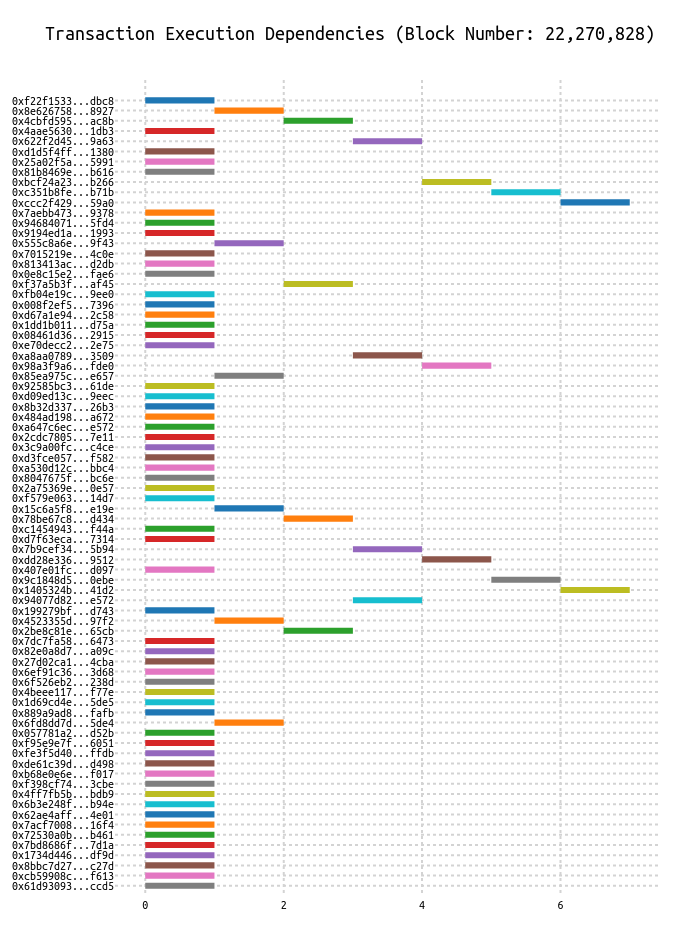 Transaction Execution Dependencies (Block Number: 22,270,828)
0xf22f1533...dbc8
0x8e626758...8927
0x4cbfd595...ac8b
0x4aae5630...1db3
0x622f2d45...9a63
0xd1d5f4ff...1380
0x25a02f5a...5991
0x81b8469e...b616
0xbcf24a23...b266
0xc351b8fe...b71b
0xccc2f429...59a0
0x7aebb473...9378
0x94684071...5fd4
0x9194ed1a...1993
0x555c8a6e...9f43
0x7015219e...4c0e
0x813413ac...d2db
0x0e8c15e2...fae6
0xf37a5b3f...af45
0xfb04e19c...9ee0
0x008f2ef5...7396
0xd67a1e94...2c58
0x1dd1b011...d75a
0x08461d36...2915
0xe70decc2...2e75
0xa8aa0789...3509
0x98a3f9a6...fde0
0x85ea975c...e657
0x92585bc3...61de
0xd09ed13c...9eec
0x8b32d337...26b3
0x484ad198...a672
0xa647c6ec...e572
0x2cdc7805...7e11
0x3c9a00fc...c4ce
0xd3fce057...f582
0xa530d12c...bbc4
0x8047675f...bc6e
0x2a75369e...0e57
0xf579e063...14d7
0x15c6a5f8...e19e
0x78be67c8...d434
0xc1454943...f44a
0xd7f63eca...7314
0x7b9cef34...5b94
0xdd28e336...9512
0x407e01fc...d097
0x9c1848d5...0ebe
0x1405324b...41d2
0x94077d82...e572
0x199279bf...d743
0x4523355d...97f2
0x2be8c81e...65cb
0x7dc7fa58...6473
0x82e0a8d7...a09c
0x27d02ca1...4cba
0x6ef91c36...3d68
0x6f526eb2...238d
0x4beee117...f77e
0x1d69cd4e...5de5
0x889a9ad8...fafb
0x6fd8dd7d...5de4
0x057781a2...d52b
0xf95e9e7f...6051
0xfe3f5d40...ffdb
0xde61c39d...d498
0xb68e0e6e...f017
0xf398cf74...3cbe
0x4ff7fb5b...bdb9
0x6b3e248f...b94e
0x62ae4aff...4e01
0x7acf7008...16f4
0x72530a0b...b461
0x7bd8686f...7d1a
0x1734d446...df9d
0x8bbc7d27...c27d
0xcb59908c...f613
0x61d93093...ccd5
0 2 4 6